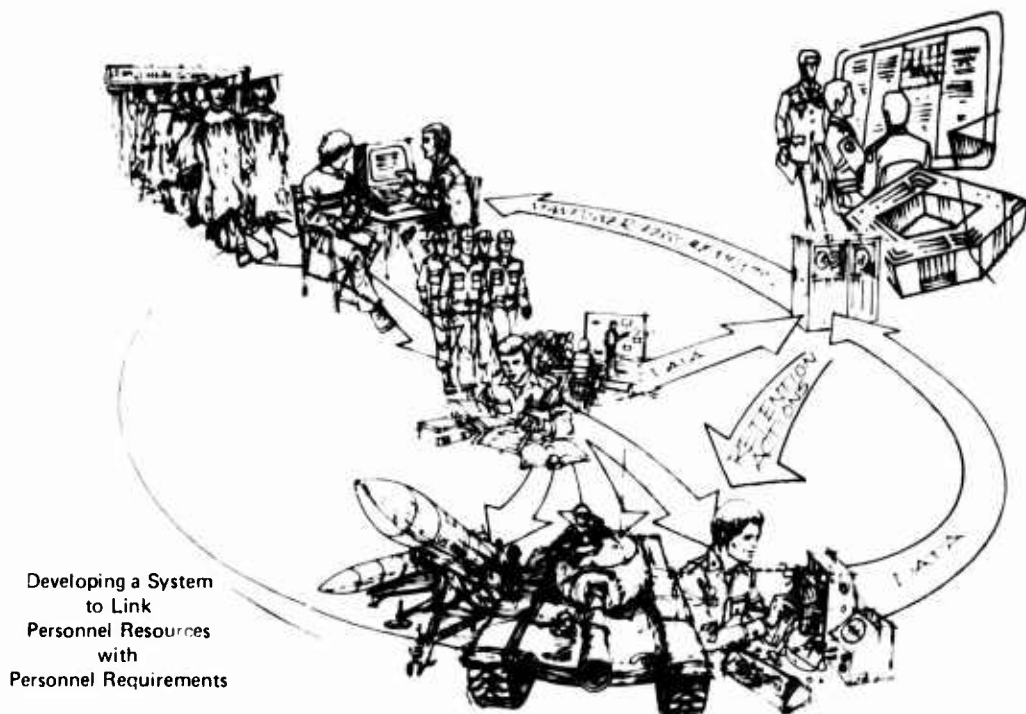 DATA
RETENTION
ACTIONS
DATA
Developing a System
to Link
Personnel Resources
with
Personnel Requirements